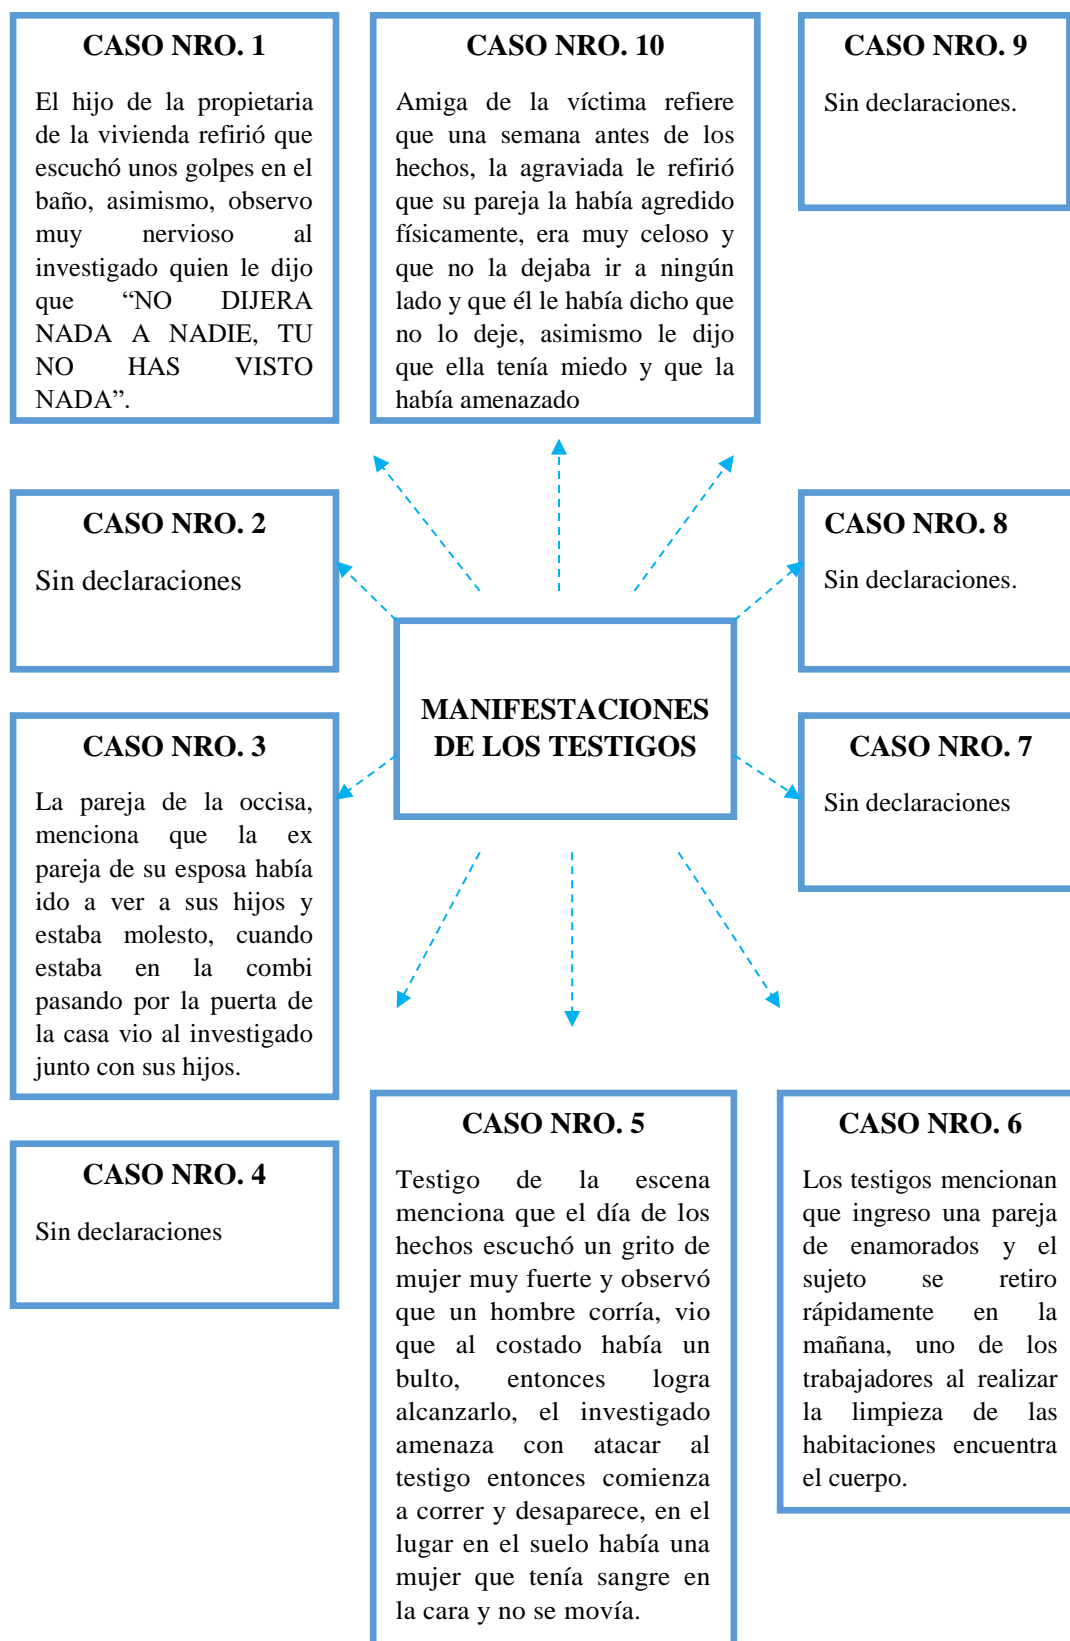 CASO NRO. 1
El hijo de la propietaria
de la vivienda refirió que
escuchó unos golpes en el
baño, asimismo, observo
muy nervioso al
investigado quien le dijo
que “NO DIJERA
NADA A NADIE, TU
NO HAS VISTO
NADA”.
CASO NRO. 10
Amiga de la víctima refiere
que una semana antes de los
hechos, la agraviada le refirió
que su pareja la había agredido
físicamente, era muy celoso y
que no la dejaba ir a ningún
lado y que él le había dicho que
no lo deje, asimismo le dijo
que ella tenía miedo y que la
había amenazado
CASO NRO. 9
Sin declaraciones.
CASO NRO. 2
Sin declaraciones
CASO NRO. 8
Sin declaraciones.
MANIFESTACIONES
DE LOS TESTIGOS
CASO NRO. 3
La pareja de la occisa,
menciona que la ex
pareja de su esposa había
ido a ver a sus hijos y
estaba molesto, cuando
estaba en la combi
pasando por la puerta de
la casa vio al investigado
junto con sus hijos.
CASO NRO. 7
Sin declaraciones
CASO NRO. 4
Sin declaraciones
CASO NRO. 5
Testigo de la escena
menciona que el día de los
hechos escuchó un grito de
mujer muy fuerte y observó
que un hombre corría, vio
que al costado había un
bulto, entonces logra
alcanzarlo, el investigado
amenaza con atacar al
testigo entonces comienza
a correr y desaparece, en el
lugar en el suelo había una
mujer que tenía sangre en
la cara y no se movía.
CASO NRO. 6
Los testigos mencionan
que ingreso una pareja
de enamorados y el
sujeto se retiro
rápidamente en la
mañana, uno de los
trabajadores al realizar
la limpieza de las
habitaciones encuentra
el cuerpo.